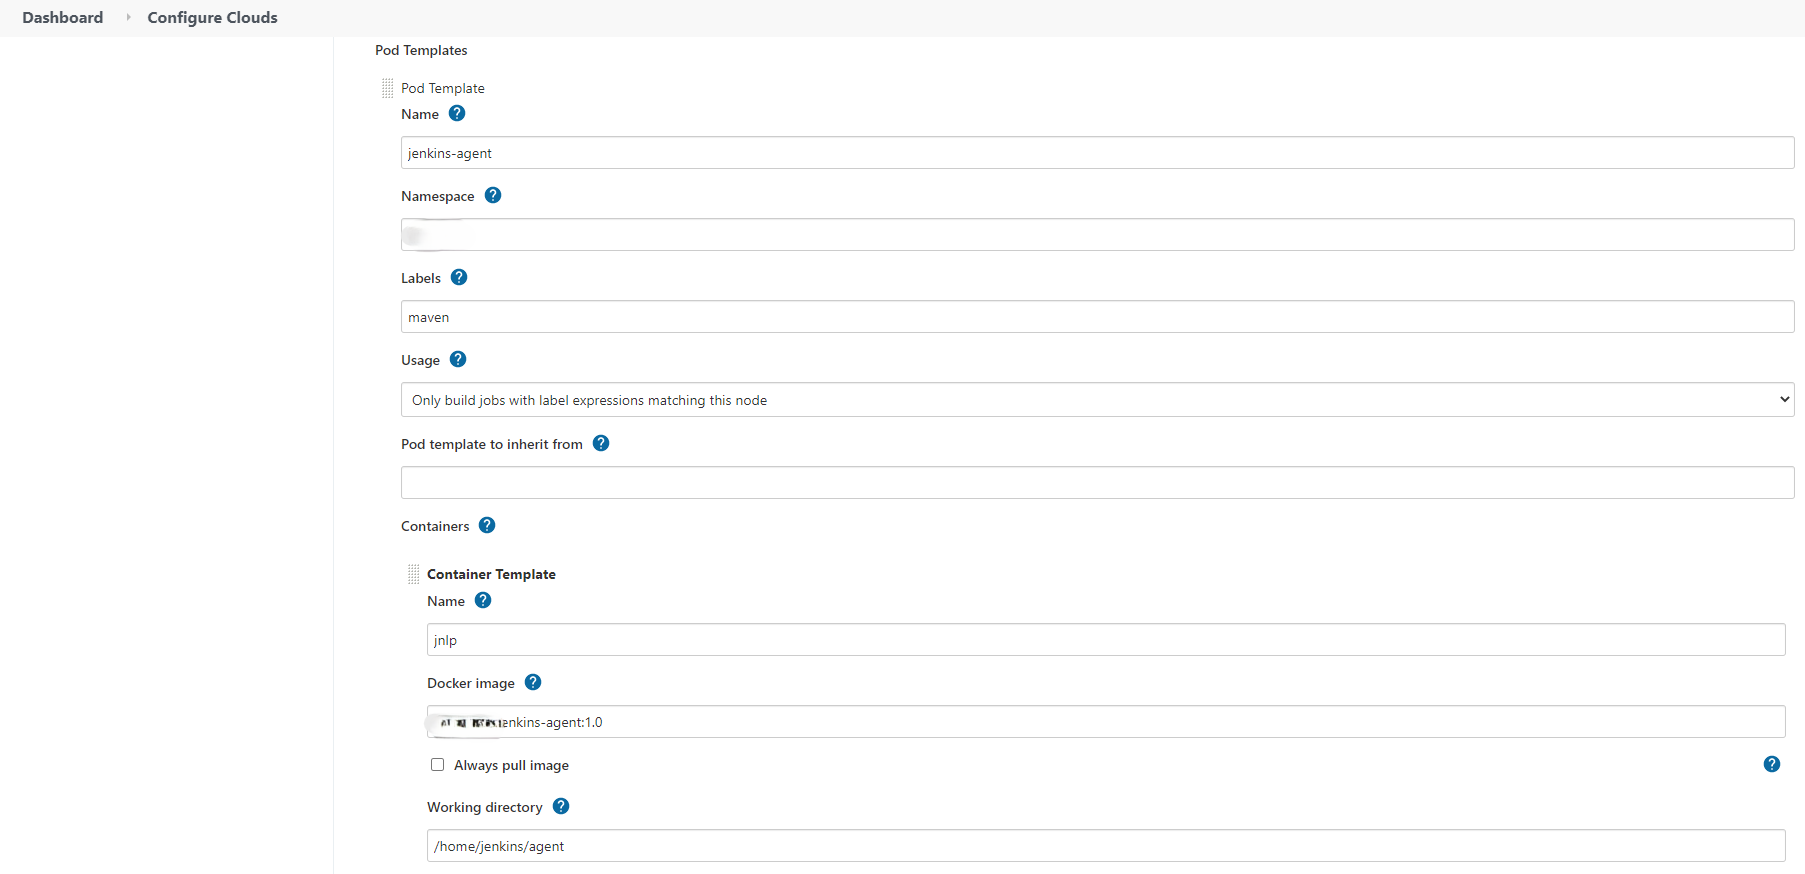 Dashboard
Configure Clouds
Pod Templates
Pod Template
Name ?
jenkins-agent
Namespace ?
Labels ?
maven
Usage ?
Only build jobs with label expressions matching this node
Pod template to inherit from ?
Containers ?
Container Template
Name ?
jnlp
Docker image ?
enkins-agent:1.0
Always pull image ?
Working directory ?
/home/jenkins/agent